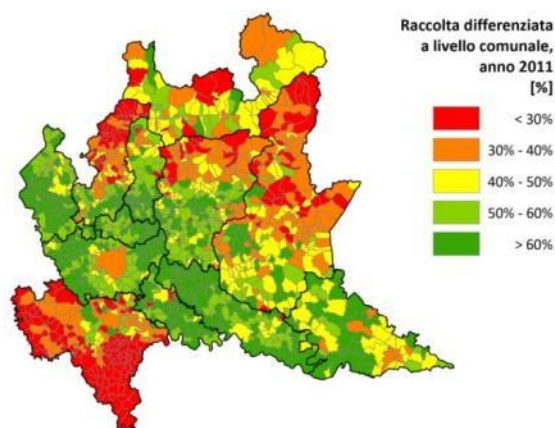 Raccolta differenziata
a livello comunale,
anno 2011
[%]
< 30%
30% - 40%
40% - 50%
50% - 60%
> 60%